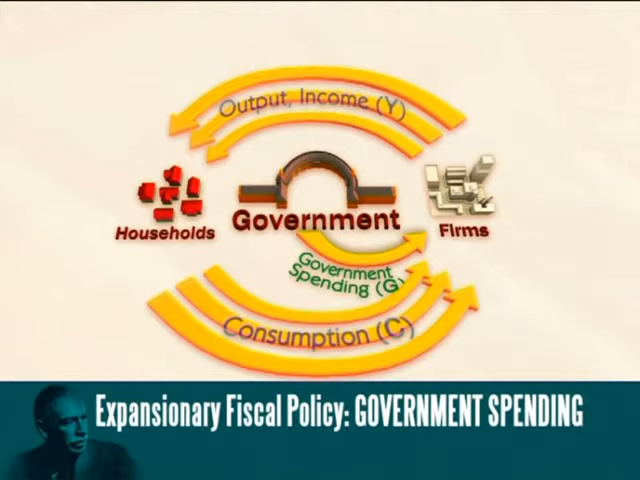 Output, Income (Y)
Households
Government
Firms
Government
Spending (G)
Consumption (C)
Expansionary Fiscal Policy: GOVERNMENT SPENDING